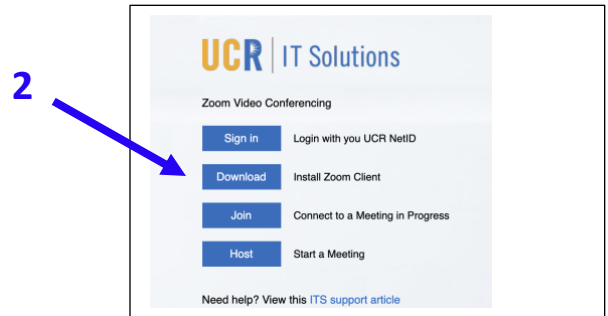 UCR IT Solutions
2
Zoom Video Conferencing
Sign in Login with you UCR NetID
Download Install Zoom Client
Join Connect to a Meeting in Progress
Host Start a Meeting
Need help? View this ITS support article